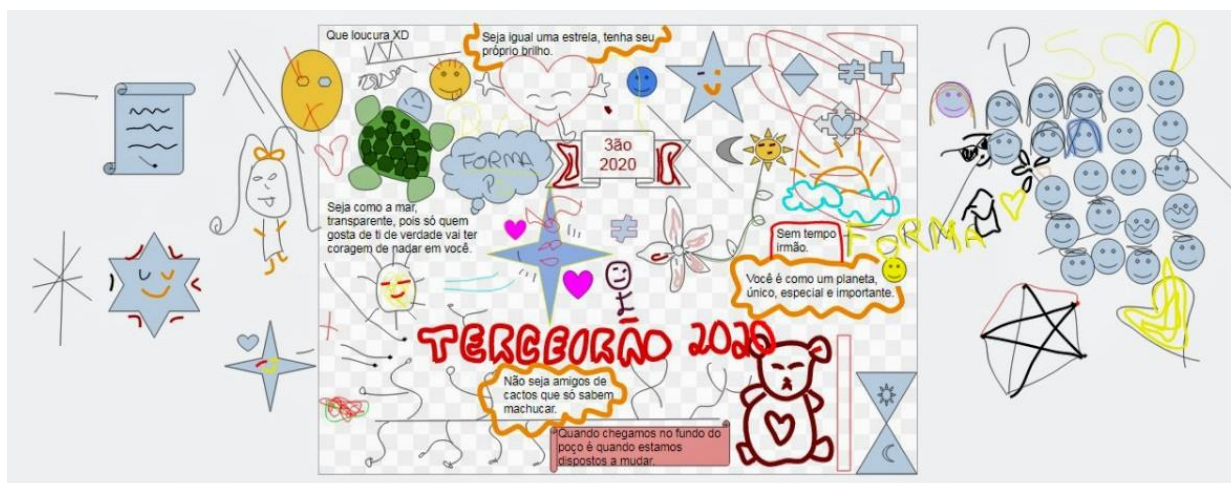 Que loucura XD
Seja igual uma estrela, tenha seu
próprio brilho.
P S
FORMA
P
3ão
2020
Seja como a mar,
transparente, pois só quem
gosta de ti de verdade vai ter
coragem de nadar em você.
Sem tempo
irmão.
FORMA
Você é como um planeta,
único, especial e importante.
TERCEIRÃO 2020
Não seja amigos de
cactos que só sabem
machucar.
Quando chegamos no fundo do
poço é quando estamos
dispostos a mudar.